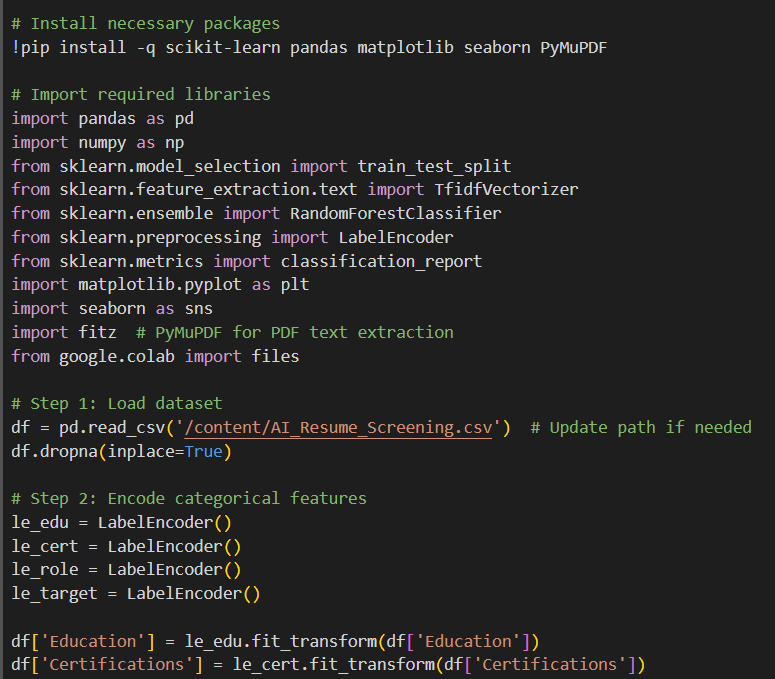 # Install necessary packages
!pip install -q scikit-learn pandas matplotlib seaborn PyMuPDF
# Import required libraries
import pandas as pd
import numpy as np
from sklearn.model_selection import train_test_split
from sklearn.feature_extraction.text import TfidfVectorizer
from sklearn.ensemble import RandomForestClassifier
from sklearn.preprocessing import LabelEncoder
from sklearn.metrics import classification_report
import matplotlib.pyplot as plt
import seaborn as sns
import fitz  # PyMuPDF for PDF text extraction
from google.colab import files
# Step 1: Load dataset
df = pd.read_csv('/content/AI_Resume_Screening.csv')  # Update path if needed
df.dropna(inplace=True)
# Step 2: Encode categorical features
le_edu = LabelEncoder()
le_cert = LabelEncoder()
le_role = LabelEncoder()
le_target = LabelEncoder()
df['Education'] = le_edu.fit_transform(df['Education'])
df['Certifications'] = le_cert.fit_transform(df['Certifications'])